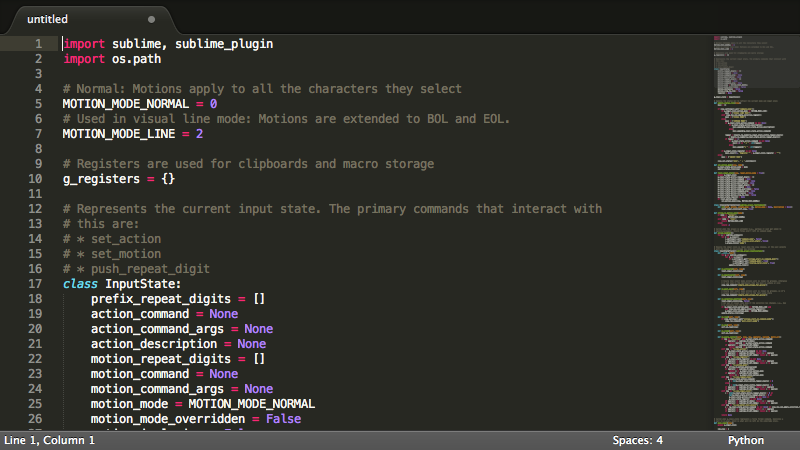 untitled
1 import sublime, sublime_plugin
2 import os.path
3
4 # Normal: Motions apply to all the characters they select
5 MOTION_MODE_NORMAL = 0
6 # Used in visual line mode: Motions are extended to BOL and EOL.
7 MOTION_MODE_LINE = 2
8
9 # Registers are used for clipboards and macro storage
10 g_registers = {}
11
12 # Represents the current input state. The primary commands that interact with
13 # this are:
14 # * set_action
15 # * set_motion
16 # * push_repeat_digit
17 class InputState:
18     prefix_repeat_digits = []
19     action_command = None
20     action_command_args = None
21     action_description = None
22     motion_repeat_digits = []
23     motion_command = None
24     motion_command_args = None
25     motion_mode = MOTION_MODE_NORMAL
26     motion_mode_overridden = False
Line 1, Column 1
Spaces: 4
Python